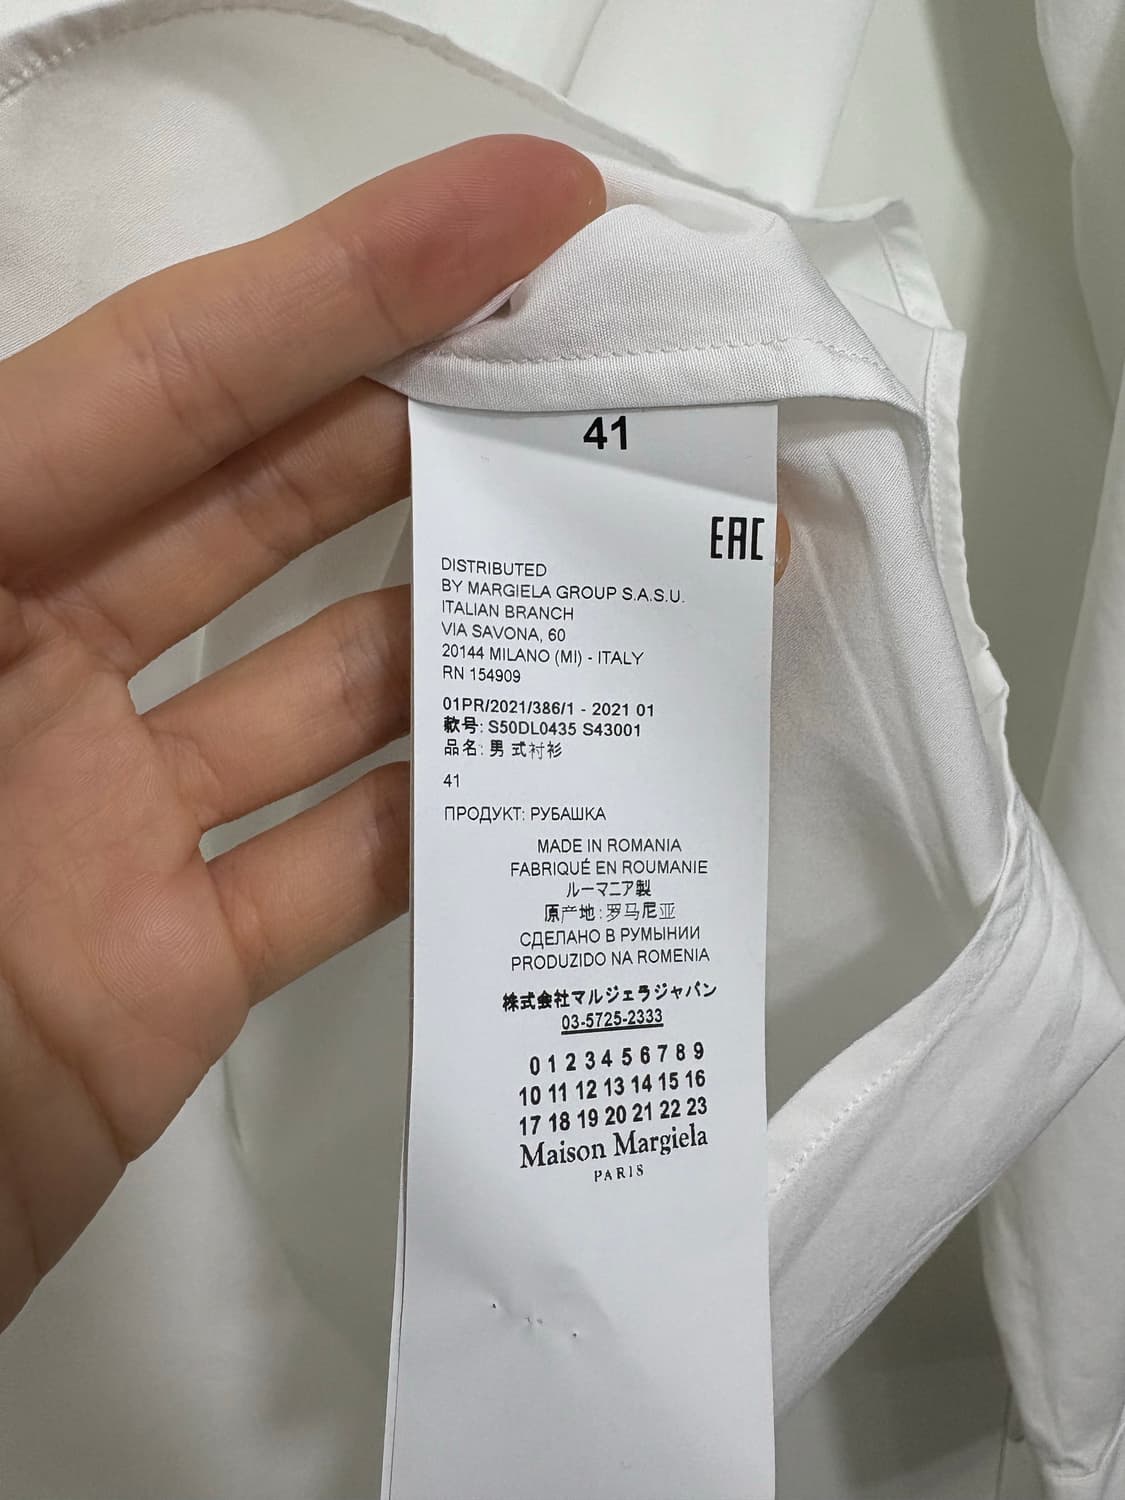 41
EAC
DISTRIBUTED
BY MARGIELA GROUP S.A.S.U.
ITALIAN BRANCH
VIA SAVONA, 60
20144 MILANO (MI) - ITALY
RN 154909
01PR/2021/386/1 - 2021 01
款号: S50DL0435 S43001
品名: 男 式衬衫
41
ПРОДУКТ: РУБАШКА
MADE IN ROMANIA
FABRIQUÉ EN ROUMANIE
ルーマニア製
原产地: 罗马尼亚
СДЕЛАНО В РУМЫНИИ
PRODUZIDO NA ROMENIA
株式会社マルジェラジャパン
03-5725-2333
0 1 2 3 4 5 6 7 8 9
10 11 12 13 14 15 16
17 18 19 20 21 22 23
Maison Margiela
PARIS